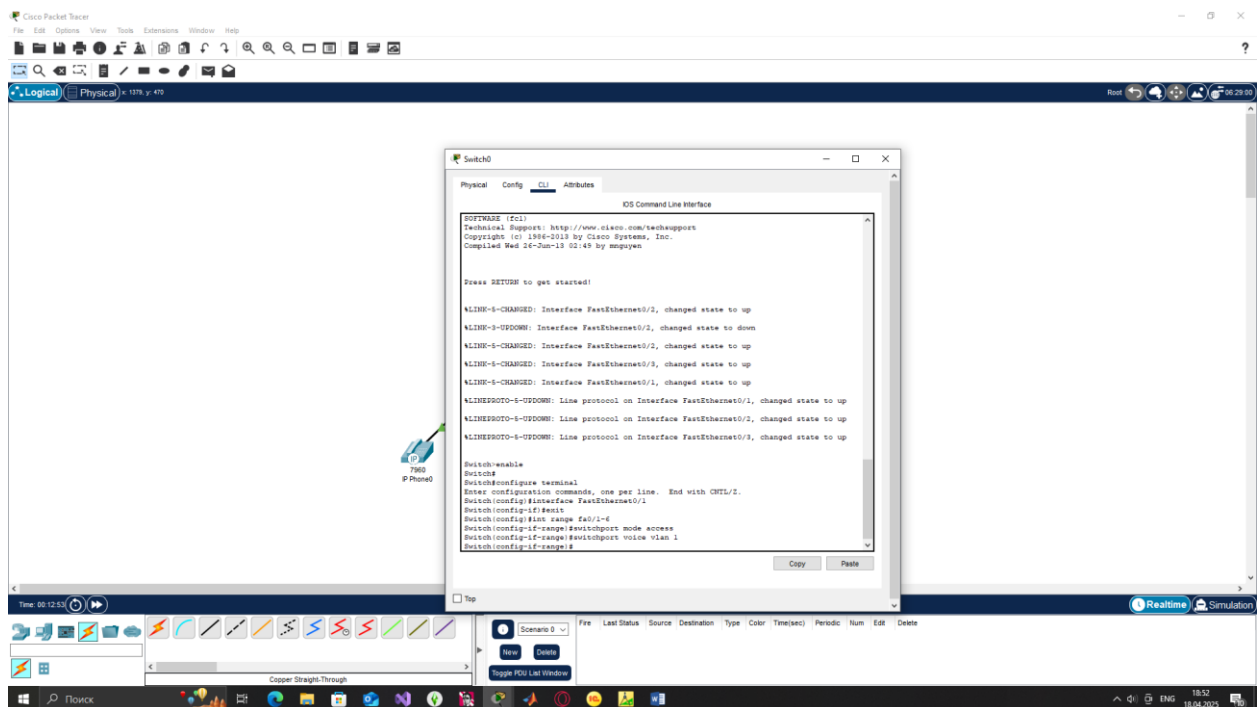 Cisco Packet Tracer
File Edit Options View Tools Extensions Window Help
?
Logical Physical x: 1379, y: 470
Root 06:29:00
Switch0
Physical Config CLI Attributes
IOS Command Line Interface
SOFTWARE (fc1)
Technical Support: http://www.cisco.com/techsupport
Copyright (c) 1986-2013 by Cisco Systems, Inc.
Compiled Wed 26-Jun-13 02:49 by mnguyen
Press RETURN to get started!
%LINK-5-CHANGED: Interface FastEthernet0/2, changed state to up
%LINK-3-UPDOWN: Interface FastEthernet0/2, changed state to down
%LINK-5-CHANGED: Interface FastEthernet0/2, changed state to up
%LINK-5-CHANGED: Interface FastEthernet0/3, changed state to up
%LINK-5-CHANGED: Interface FastEthernet0/1, changed state to up
%LINEPROTO-5-UPDOWN: Line protocol on Interface FastEthernet0/1, changed state to up
%LINEPROTO-5-UPDOWN: Line protocol on Interface FastEthernet0/2, changed state to up
%LINEPROTO-5-UPDOWN: Line protocol on Interface FastEthernet0/3, changed state to up
Switch>enable
Switch#
Switch#configure terminal
Enter configuration commands, one per line. End with CNTL/Z.
Switch(config)#interface FastEthernet0/1
Switch(config-if)#exit
Switch(config)#int range fa0/1-6
Switch(config-if-range)#switchport mode access
Switch(config-if-range)#switchport voice vlan 1
Switch(config-if-range)#
Copy Paste
Top
IP
7960
IP Phone0
Time: 00:12:53
Realtime Simulation
Scenario 0
Fire Last Status Source Destination Type Color Time(sec) Periodic Num Edit Delete
New Delete
Toggle PDU List Window
Copper Straight-Through
Поиск
ENG
18:52
18.04.2025